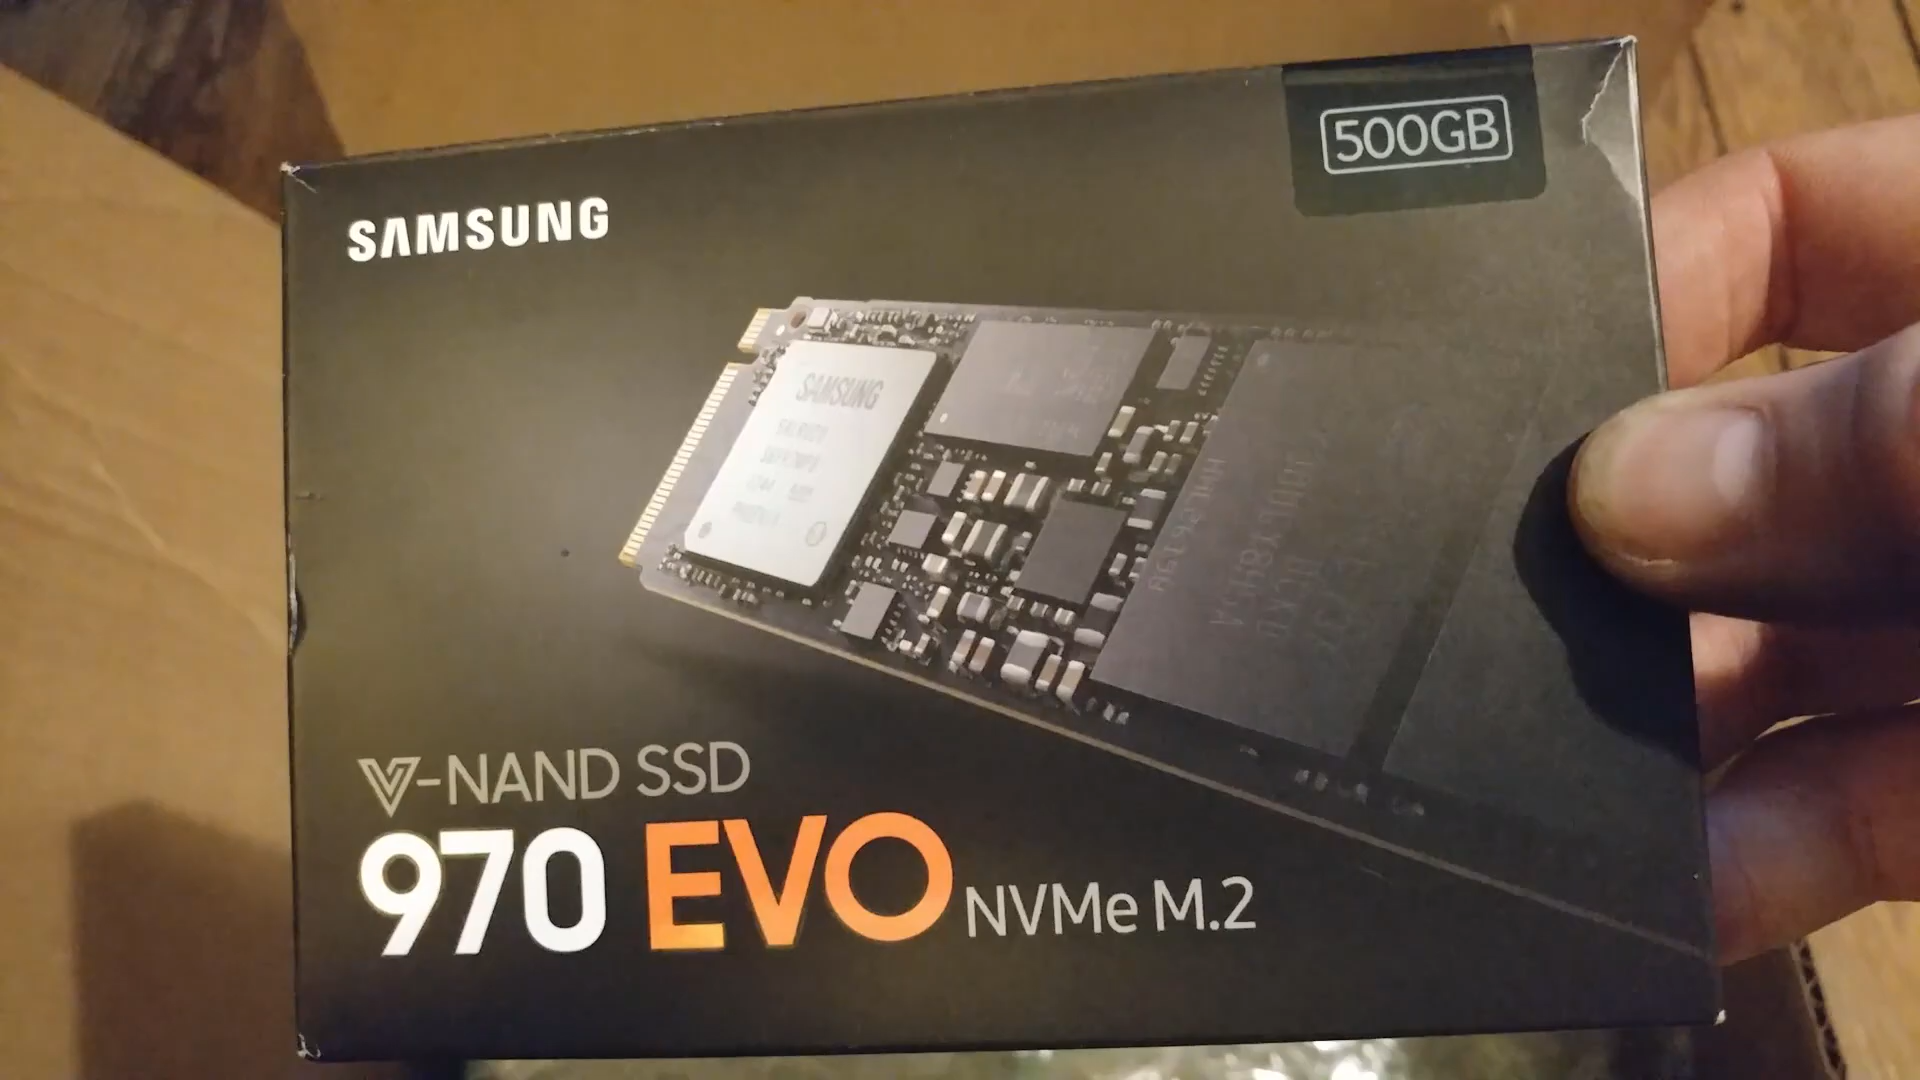 500GB
SAMSUNG
SAMSUNG
V-NAND SSD
970 EVO NVMe M.2